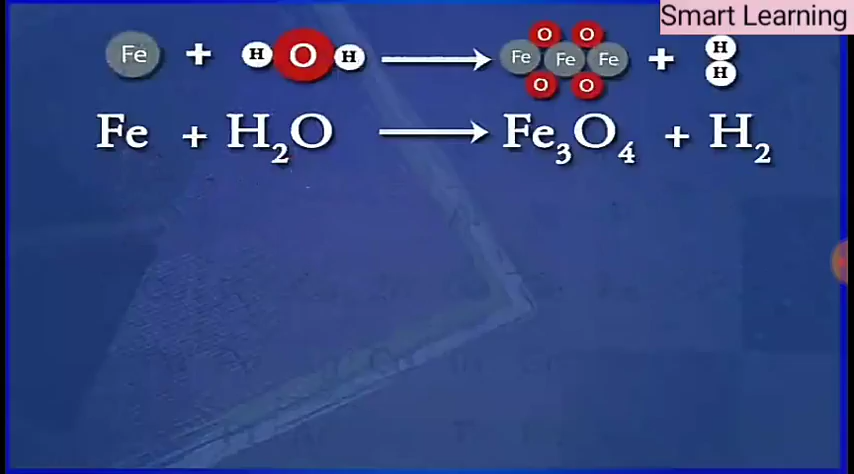 Smart Learning
Fe + H O H → Fe Fe Fe O O O O + H H
Fe + H₂O → Fe₃O₄ + H₂